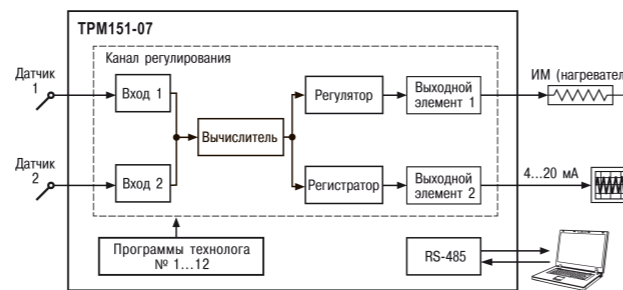 ТРМ151-07
Канал регулирования
Датчик
1
Вход 1
Регулятор
Выходной
элемент 1
ИМ (нагревател
Вычислитель
Датчик
2
Вход 2
Регистратор
Выходной
элемент 2
4...20 мА
Программы технолога
№ 1...12
RS-485